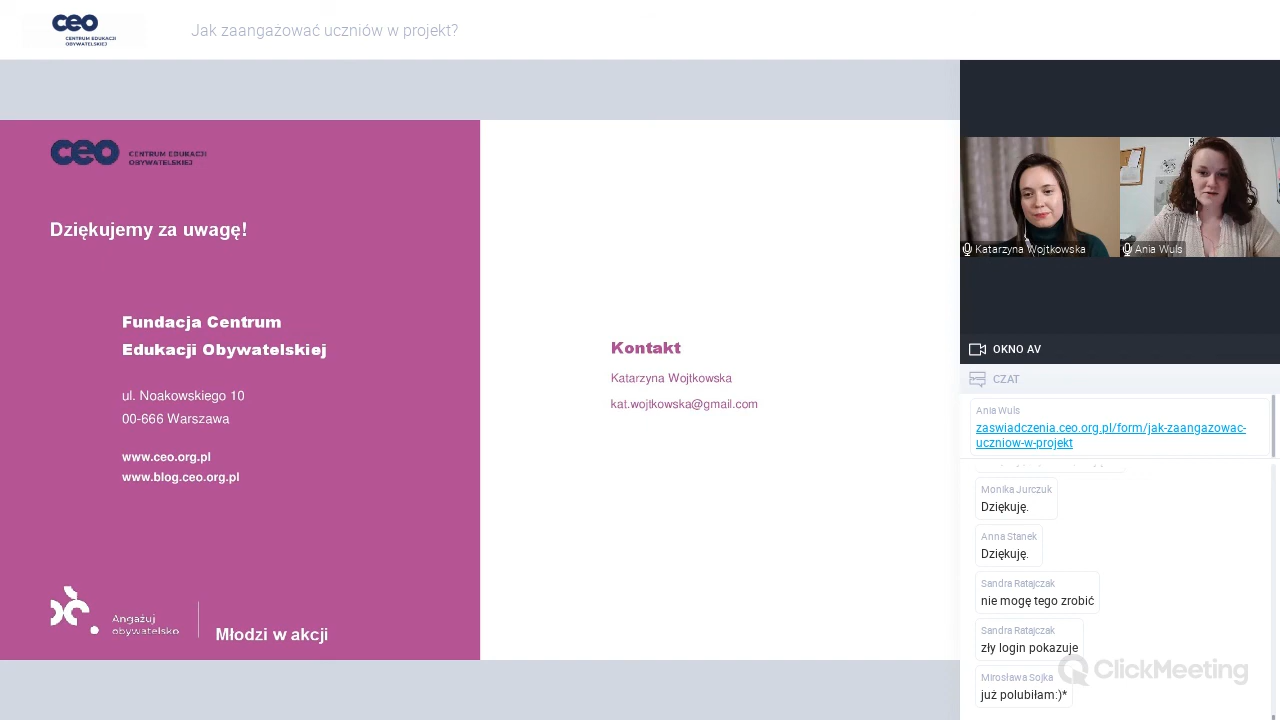 ceo
CENTRUM EDUKACJI
OBYWATELSKIEJ
Jak zaangażować uczniów w projekt?
ceo
CENTRUM EDUKACJI
OBYWATELSKIEJ
Dziękujemy za uwagę!
Fundacja Centrum
Edukacji Obywatelskiej
ul. Noakowskiego 10
00-666 Warszawa
www.ceo.org.pl
www.blog.ceo.org.pl
Angażuj
obywatelsko
Młodzi w akcji
Kontakt
Katarzyna Wojtkowska
kat.wojtkowska@gmail.com
Katarzyna Wojtkowska
Ania Wuls
OKNO AV
CZAT
Ania Wuls
zaswiadczenia.ceo.org.pl/form/jak-zaangazowac-
uczniow-w-projekt
Monika Jurczuk
Dziękuję.
Anna Stanek
Dziękuję.
Sandra Ratajczak
nie mogę tego zrobić
Sandra Ratajczak
zły login pokazuje
Mirosława Sojka
już polubiłam:)*
ClickMeeting